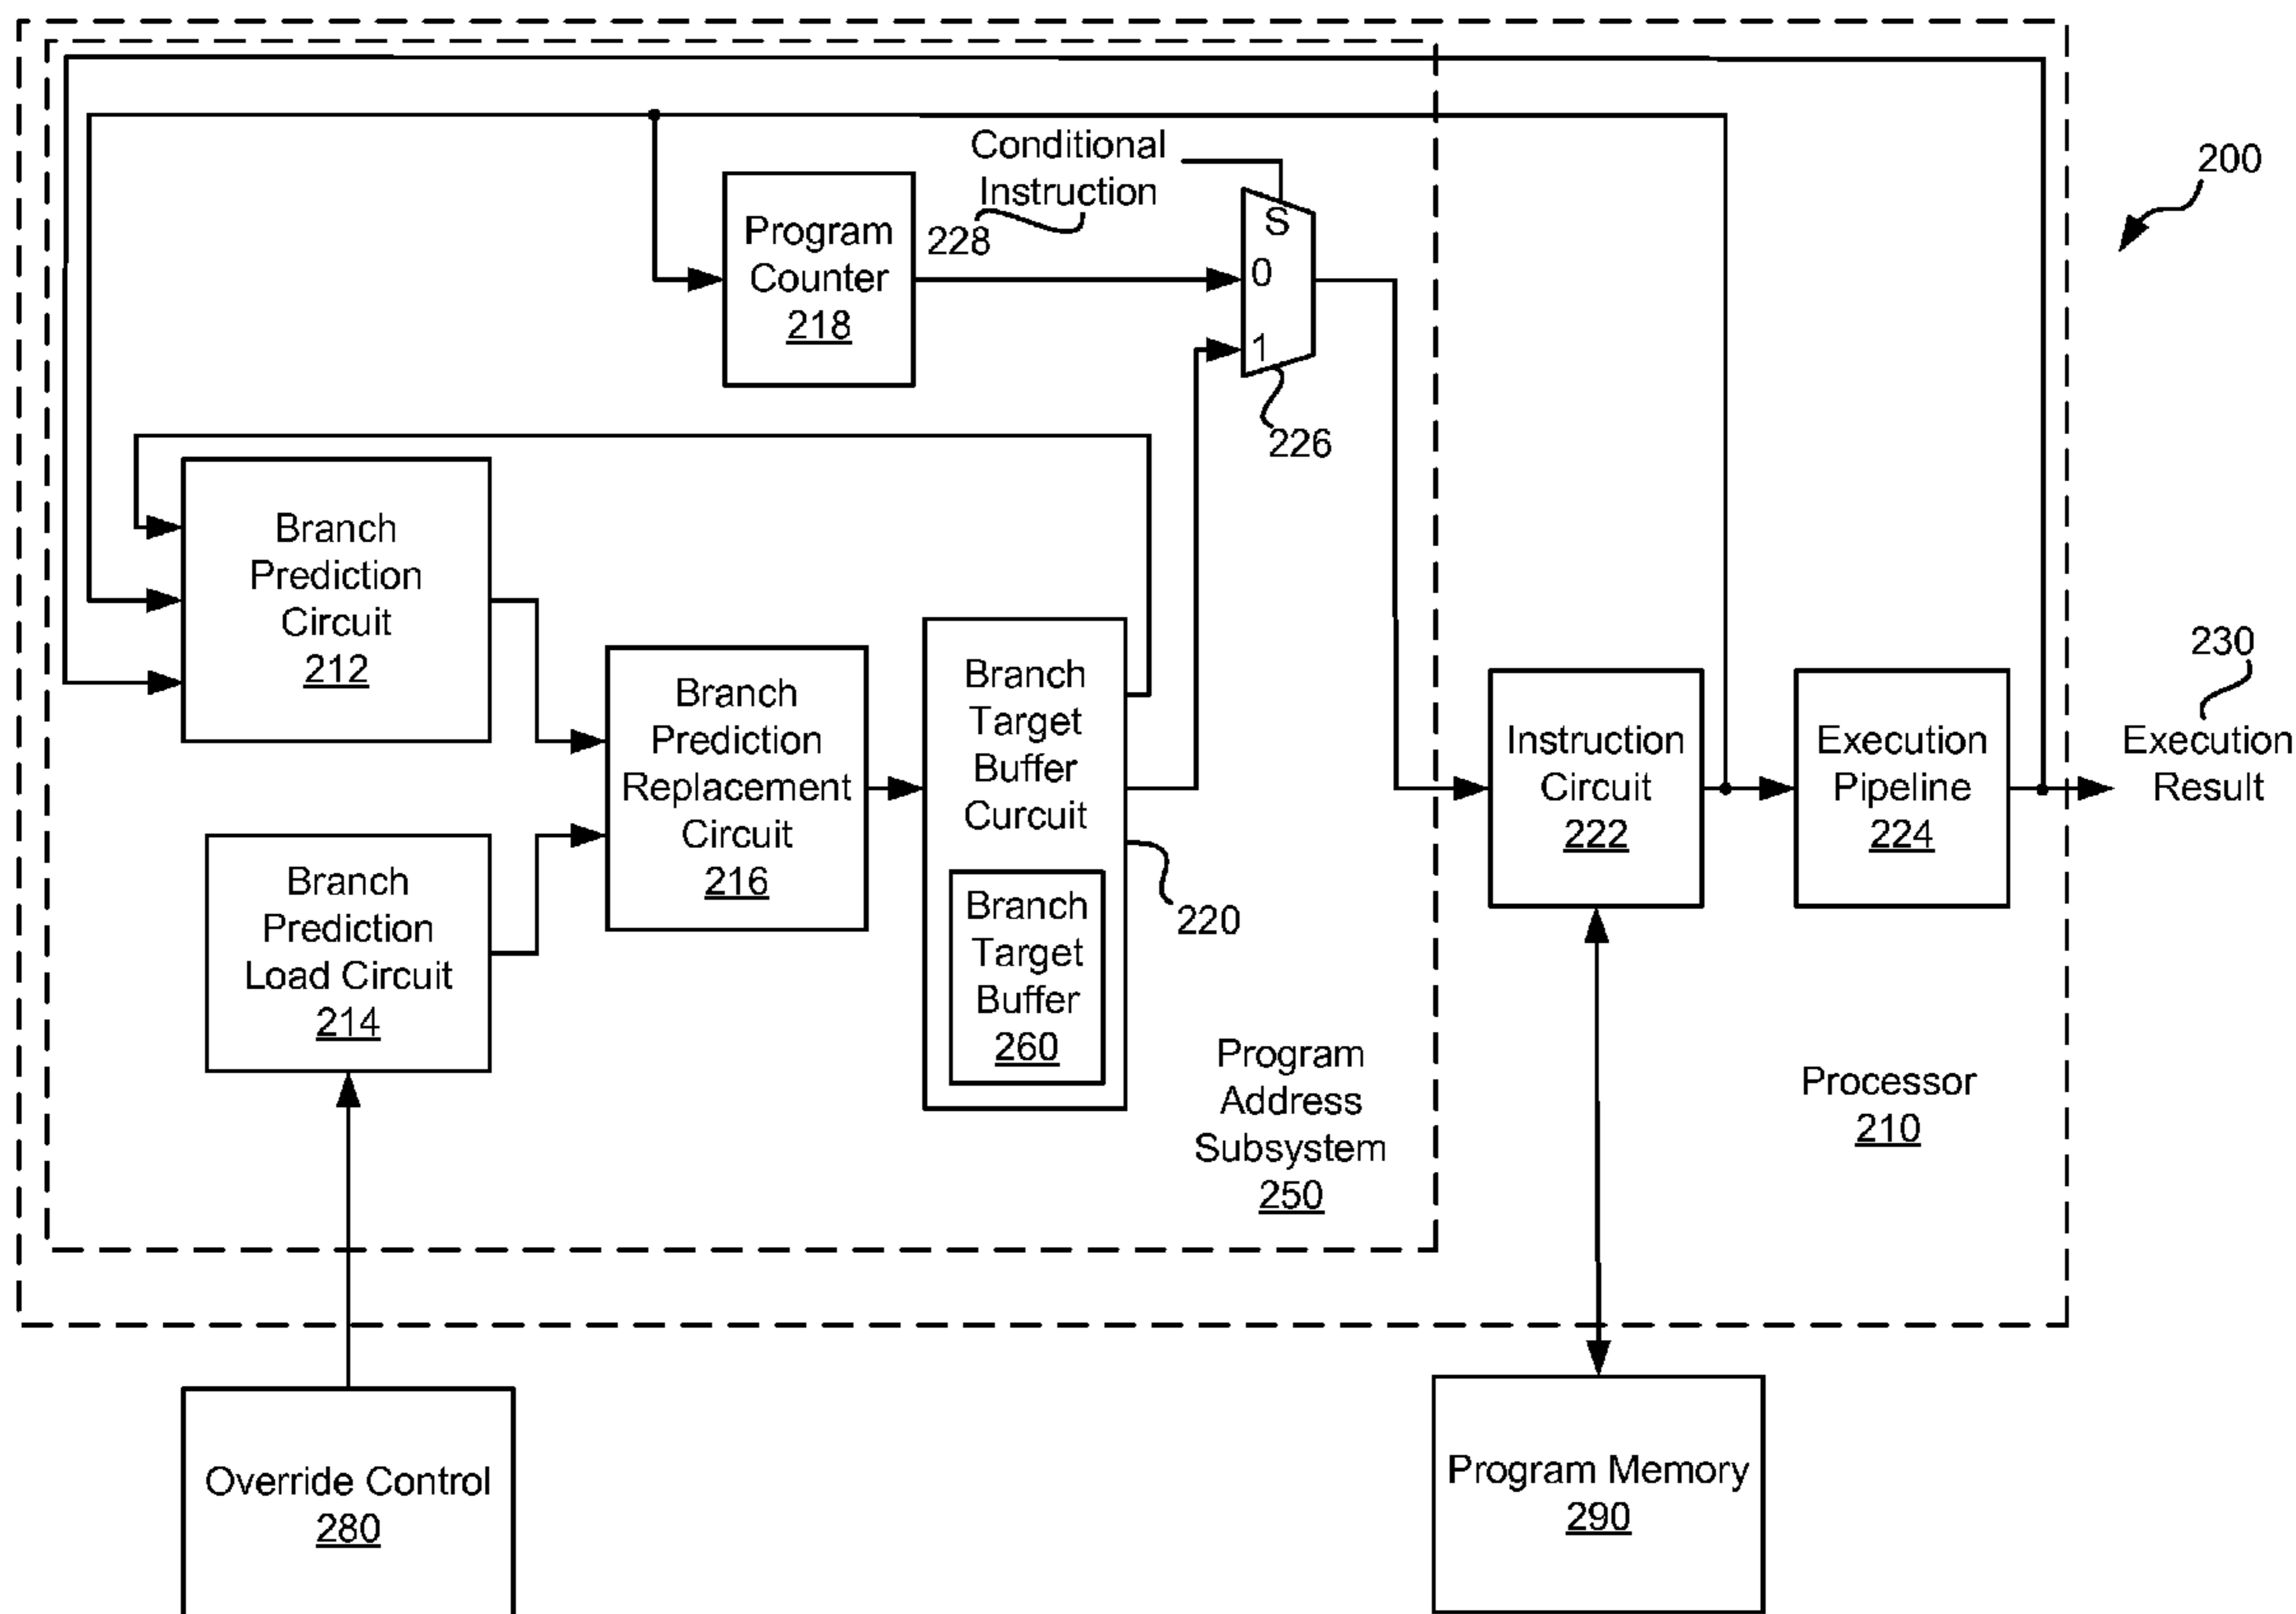 Conditional
Instruction
228
200
S
0
1
226
Program
Counter
218
Branch
Prediction
Circuit
212
Branch
Prediction
Replacement
Circuit
216
Branch
Target
Buffer
Curcuit
220
Branch
Target
Buffer
260
Branch
Prediction
Load Circuit
214
Instruction
Circuit
222
Execution
Pipeline
224
230
Execution
Result
Program
Address
Subsystem
250
Processor
210
Override Control
280
Program Memory
290